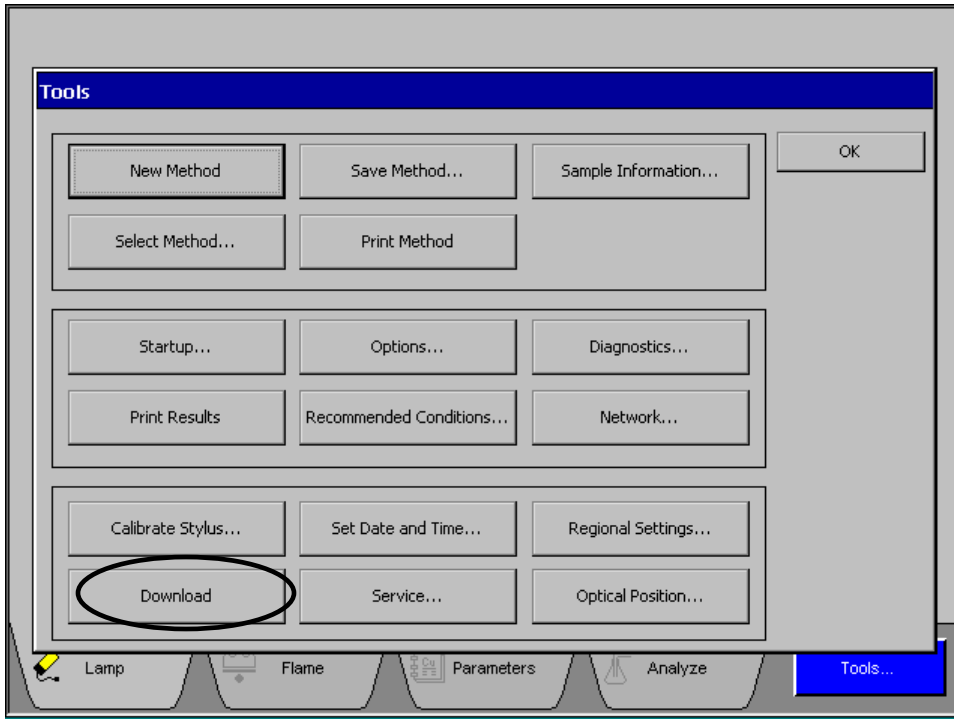 Tools
New Method Save Method... Sample Information... OK
Select Method... Print Method
Startup... Options... Diagnostics...
Print Results Recommended Conditions... Network...
Calibrate Stylus... Set Date and Time... Regional Settings...
Download Service... Optical Position...
Lamp Flame Cu Parameters Analyze Tools...